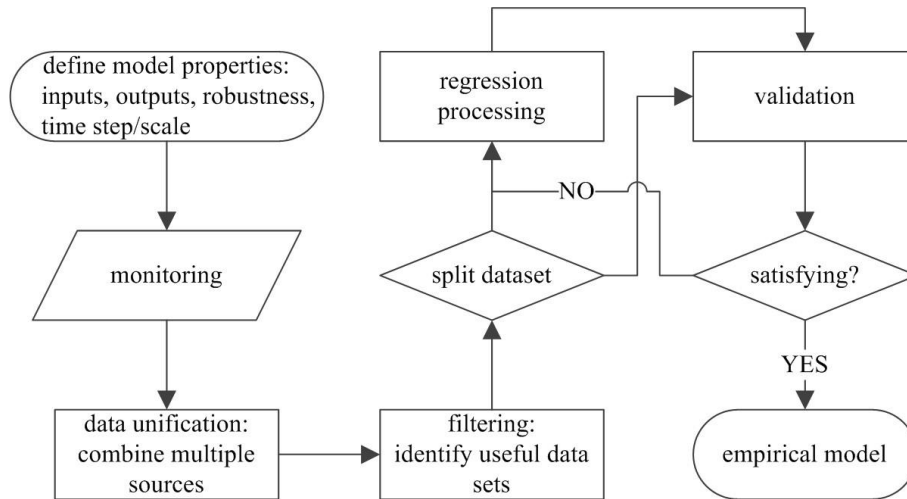 define model properties:
inputs, outputs, robustness,
time step/scale
monitoring
data unification:
combine multiple
sources
filtering:
identify useful data
sets
split dataset
regression
processing
validation
satisfying?
NO
YES
empirical model